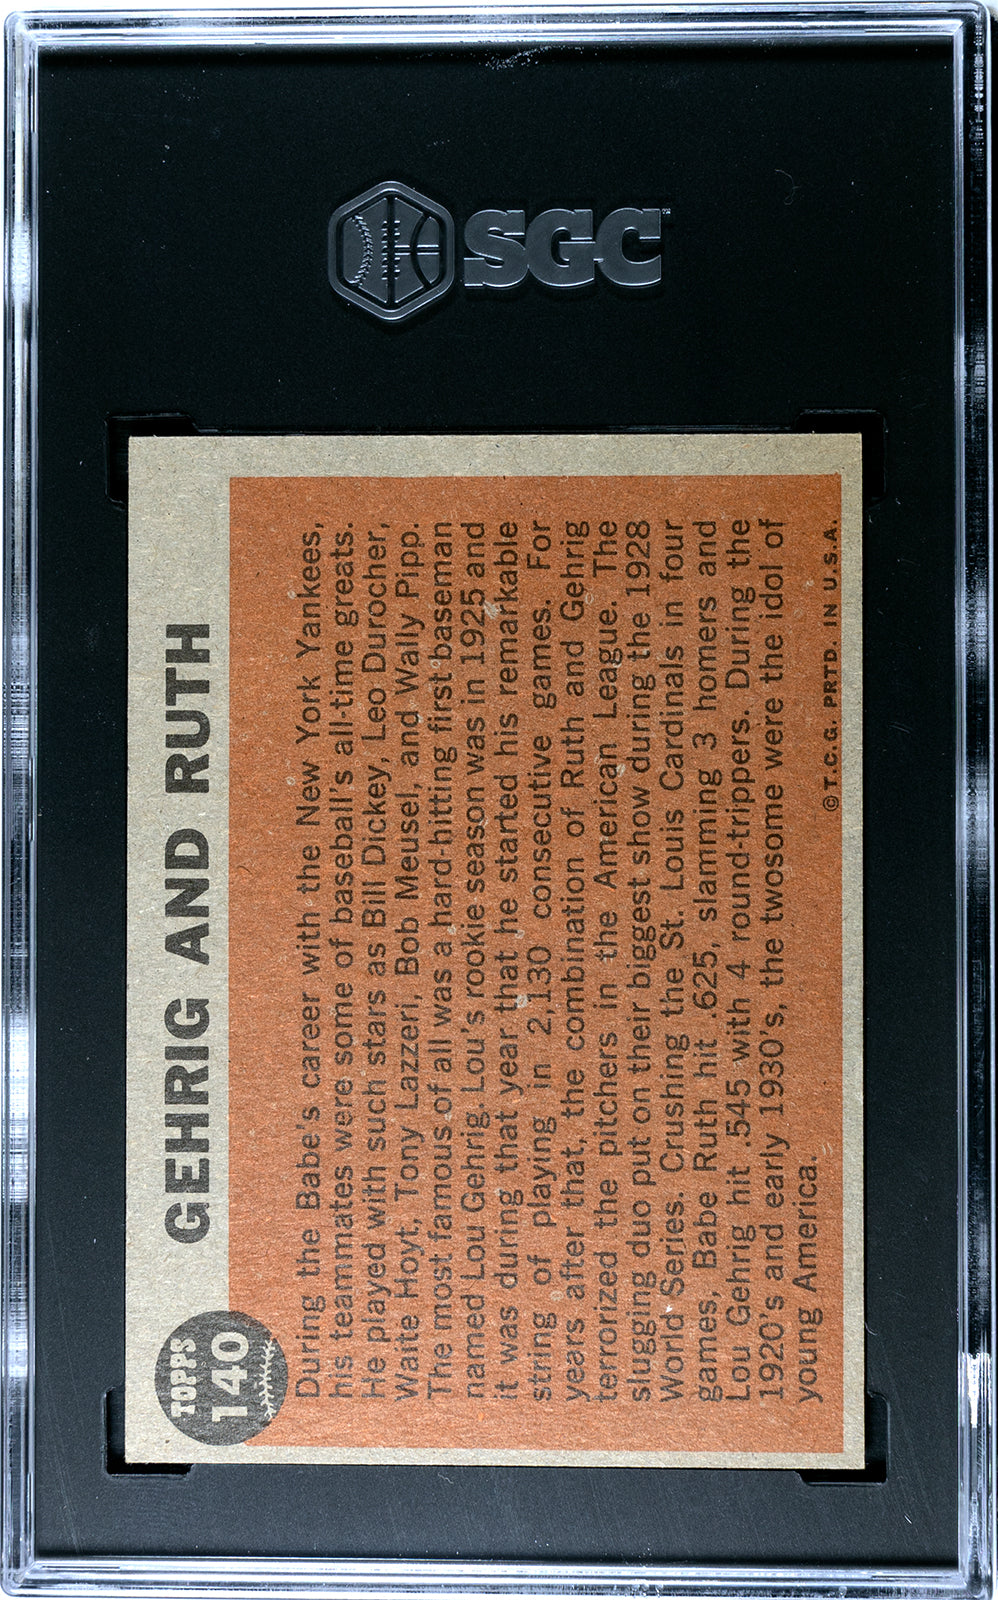 SGC™
TOPPS
140
GEHRIG AND RUTH
During the Babe's career with the New York Yankees,
his teammates were some of baseball's all-time greats.
He played with such stars as Bill Dickey, Leo Durocher,
Waite Hoyt, Tony Lazzeri, Bob Meusel, and Wally Pipp.
The most famous of all was a hard-hitting first baseman
named Lou Gehrig. Lou's rookie season was in 1925 and
it was during that year that he started his remarkable
string of playing in 2,130 consecutive games. For
years after that, the combination of Ruth and Gehrig
terrorized the pitchers in the American League. The
slugging duo put on their biggest show during the 1928
World Series. Crushing the St. Louis Cardinals in four
games, Babe Ruth hit .625, slamming 3 homers and
Lou Gehrig hit .545 with 4 round-trippers. During the
1920's and early 1930's, the twosome were the idol of
young America.
© T.C.G. PRTD. IN U.S.A.